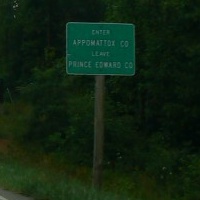 ENTER
APPOMATTOX CO
LEAVE
PRINCE EDWARD CO